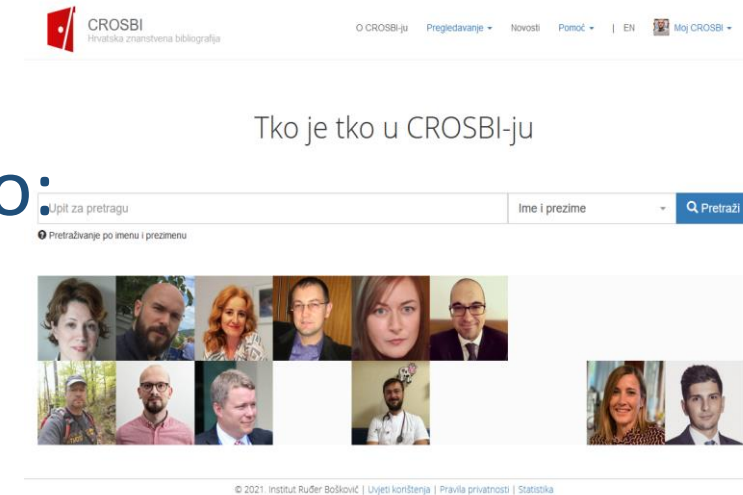 CROSBI
Hrvatska znanstvena bibliografija
O CROSBI-ju Pregledavanje Novosti Pomoć | EN Moj CROSBI
Tko je tko u CROSBI-ju
o:
Upit za pretragu Ime i prezime Pretraži
Pretraživanje po imenu i prezimenu
© 2021. Institut Ruđer Bošković | Uvjeti korištenja | Pravila privatnosti | Statistika